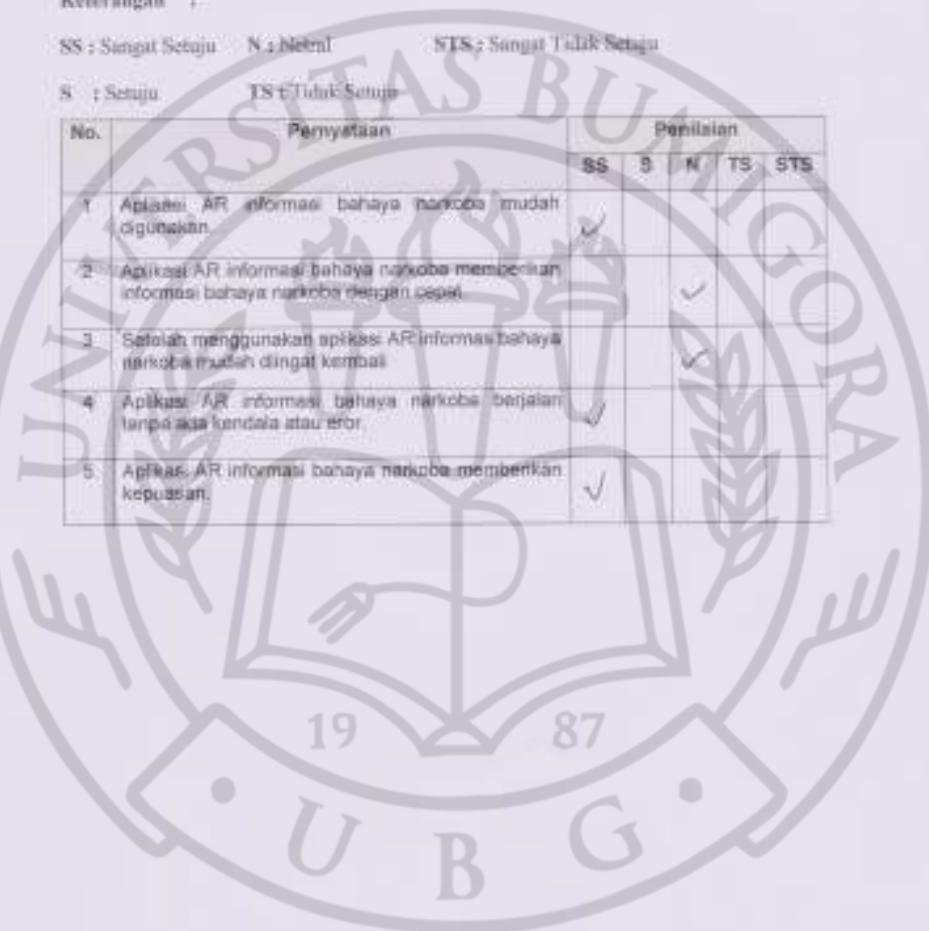 Keterangan :
SS : Sangat Setuju N : Netral STS : Sangat Tidak Setuju
S : Setuju TS : Tidak Setuju
No. Pernyataan Penilaian
SS S N TS STS
1 Aplikasi AR informasi bahaya narkoba mudah
digunakan.
2 Aplikasi AR informasi bahaya narkoba memberikan
informasi bahaya narkoba dengan cepat.
3 Setelah menggunakan aplikasi AR informasi bahaya
narkoba mudah diingat kembali
4 Aplikasi AR informasi bahaya narkoba berjalan
tanpa ada kendala atau eror.
5 Aplikasi AR informasi bahaya narkoba memberikan
kepuasan.
UNIVERSITAS BUMIGORA
19 87
U B G